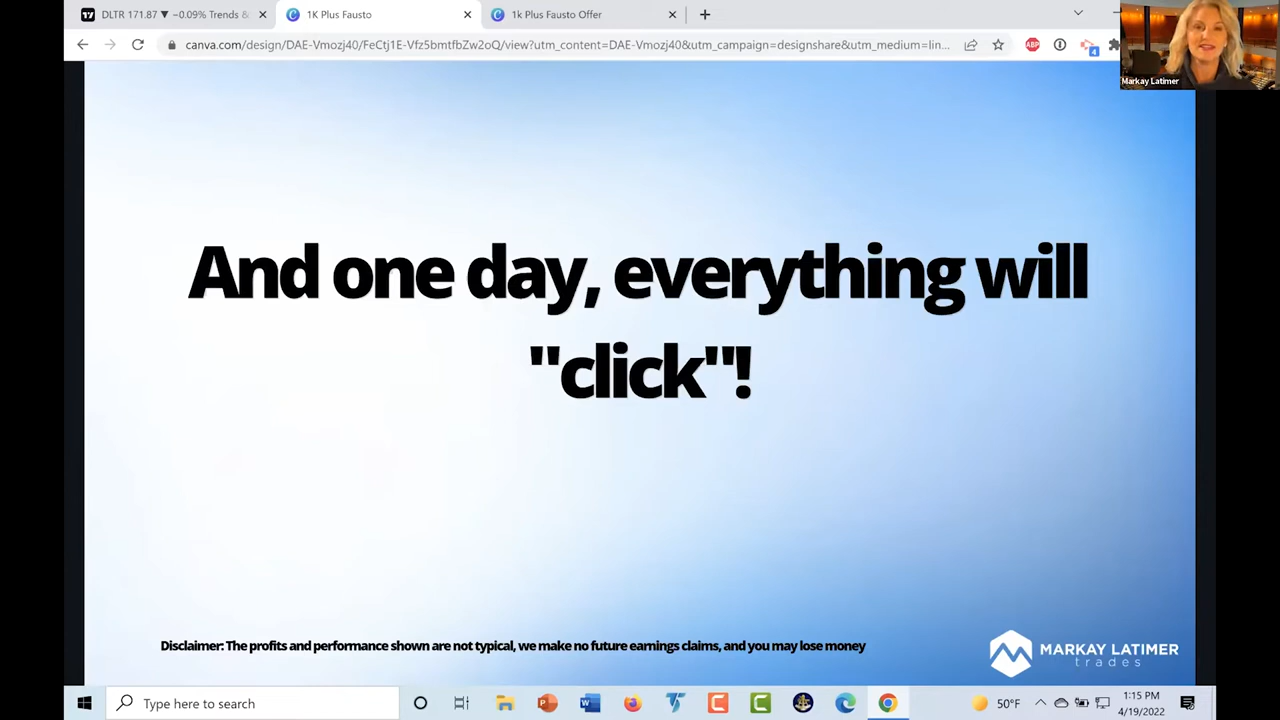 DLTR 171.87 ▼ −0.09% Trends &
1K Plus Fausto
1k Plus Fausto Offer
canva.com/design/DAE-Vmozj40/FeCtj1E-Vfz5bmtfbZw2oQ/view?utm_content=DAE-Vmozj40&utm_campaign=designshare&utm_medium=lin...
ABP
4
Markay Latimer
And one day, everything will
"click"!
Disclaimer: The profits and performance shown are not typical, we make no future earnings claims, and you may lose money
MARKAY LATIMER
trades
Type here to search
50°F
1:15 PM
4/19/2022